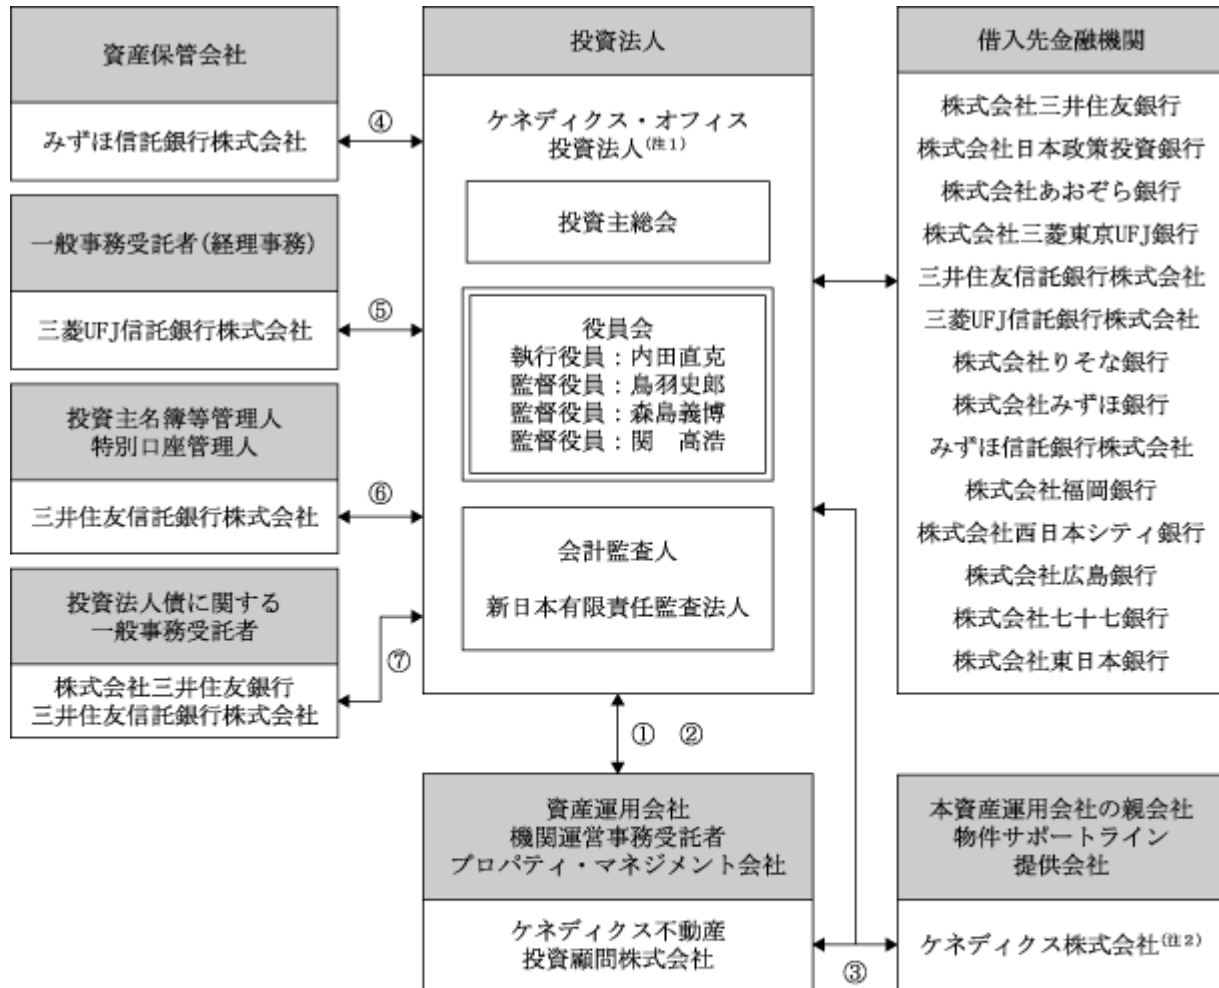 資産保管会社
みずほ信託銀行株式会社
④
一般事務受託者(経理事務)
三菱UFJ信託銀行株式会社
⑤
投資主名簿等管理人
特別口座管理人
三井住友信託銀行株式会社
⑥
投資法人債に関する
一般事務受託者
株式会社三井住友銀行
三井住友信託銀行株式会社
⑦
投資法人
ケネディクス・オフィス
投資法人(注1)
投資主総会
役員会
執行役員：内田直克
監督役員：鳥羽史郎
監督役員：森島義博
監督役員：関　高浩
会計監査人
新日本有限責任監査法人
① ②
資産運用会社
機関運営事務受託者
プロパティ・マネジメント会社
ケネディクス不動産
投資顧問株式会社
③
借入先金融機関
株式会社三井住友銀行
株式会社日本政策投資銀行
株式会社あおぞら銀行
株式会社三菱東京UFJ銀行
三井住友信託銀行株式会社
三菱UFJ信託銀行株式会社
株式会社りそな銀行
株式会社みずほ銀行
みずほ信託銀行株式会社
株式会社福岡銀行
株式会社西日本シティ銀行
株式会社広島銀行
株式会社七十七銀行
株式会社東日本銀行
本資産運用会社の親会社
物件サポートライン
提供会社
ケネディクス株式会社(注2)